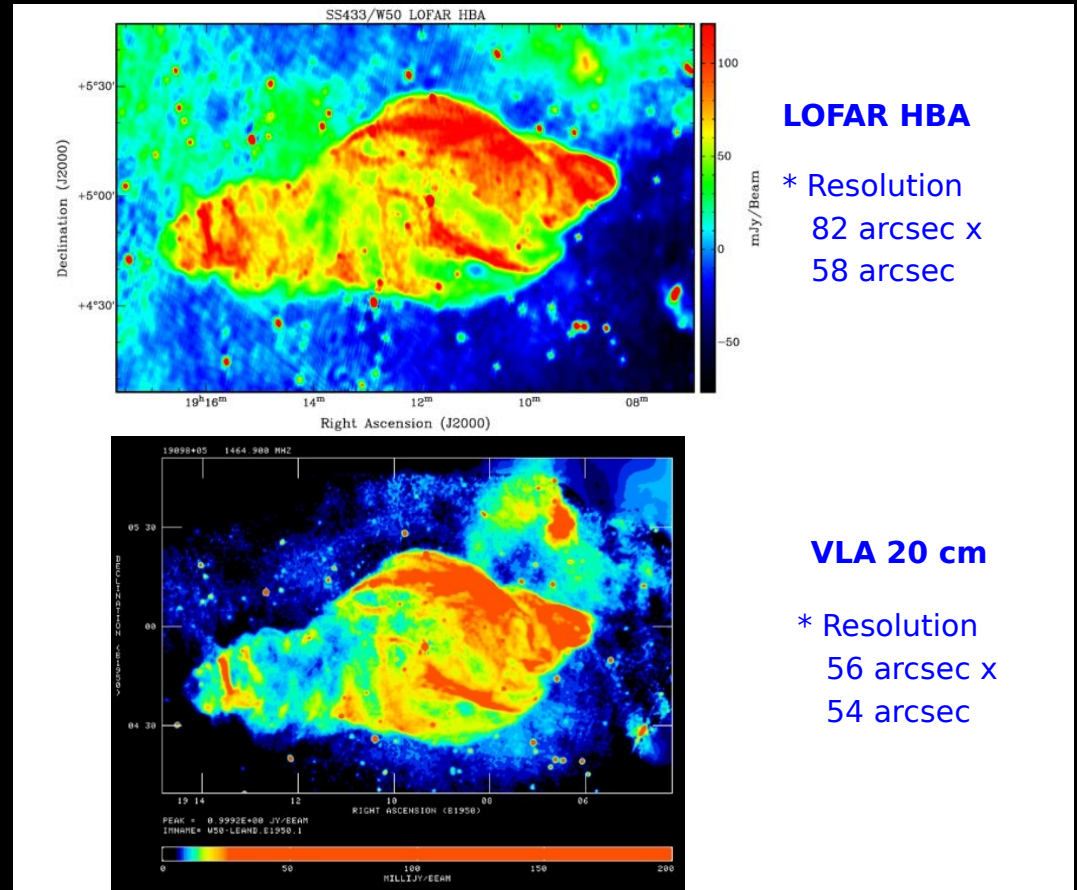 SS433/W50 LOFAR HBA
100
+5°30'
50
+5°00'
0
+4°30'
−50
mJy/Beam
Declination (J2000)
19ʰ16ᵐ 14ᵐ 12ᵐ 10ᵐ 08ᵐ
Right Ascension (J2000)
LOFAR HBA
* Resolution
82 arcsec x
58 arcsec
19098+05 1464.900 MHZ
05 30
00
04 30
DECLINATION (B1950)
19 14 12 10 08 06
RIGHT ASCENSION (B1950)
PEAK = 0.9992E+00 JY/BEAM
IMNAME= W50-LEAND.E1950.1
0 50 100 150 200
MILLIJY/BEAM
VLA 20 cm
* Resolution
56 arcsec x
54 arcsec